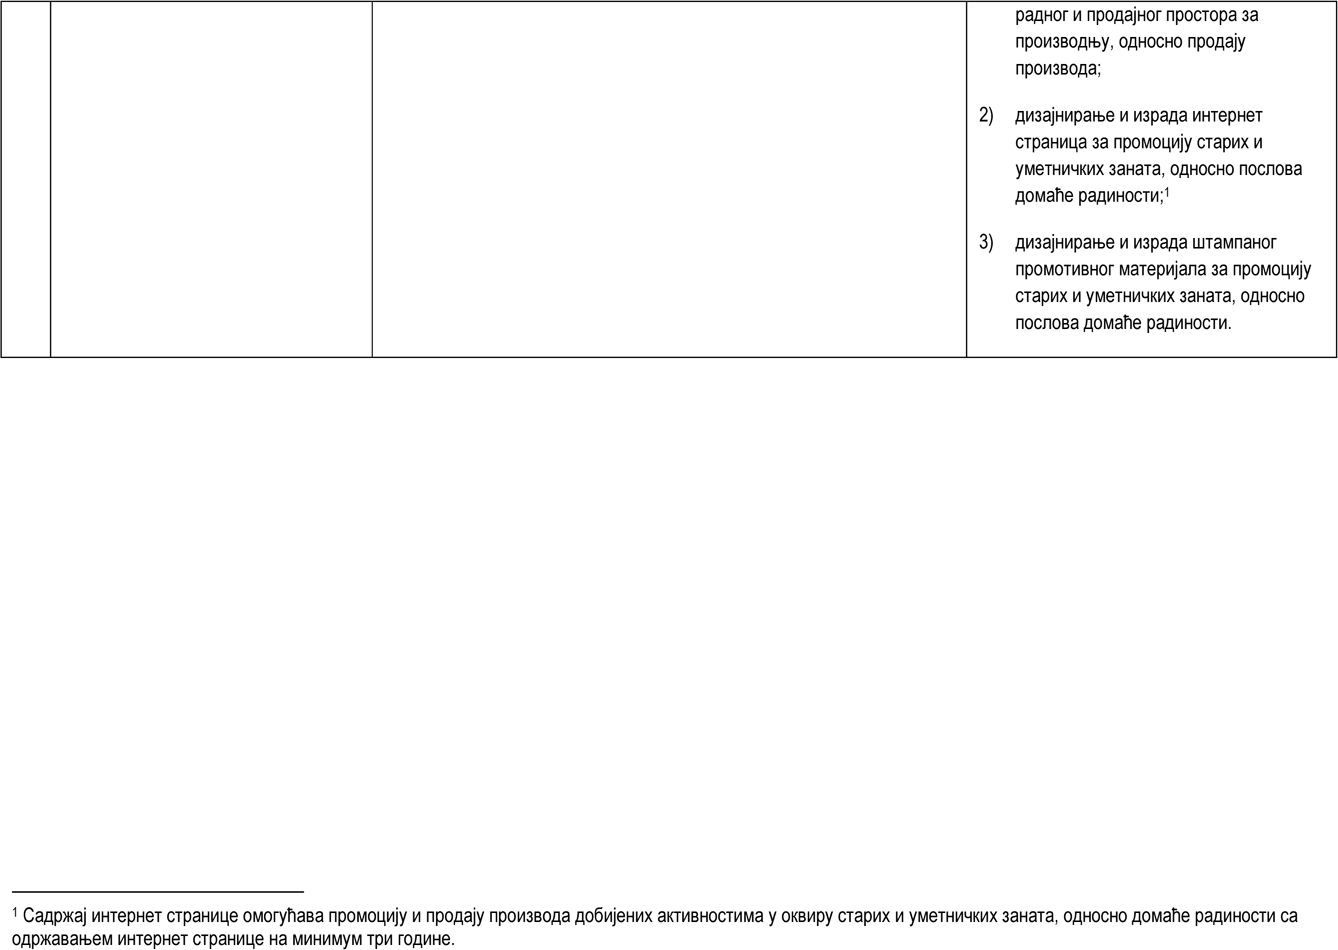 радног и продајног простора за
производњу, односно продају
производа;
2) дизајнирање и израда интернет
страница за промоцију старих и
уметничких заната, односно послова
домаће радиности;1
3) дизајнирање и израда штампаног
промотивног материјала за промоцију
старих и уметничких заната, односно
послова домаће радиности.
1 Садржај интернет странице омогућава промоцију и продају производа добијених активностима у оквиру старих и уметничких заната, односно домаће радиности са
одржавањем интернет странице на минимум три године.